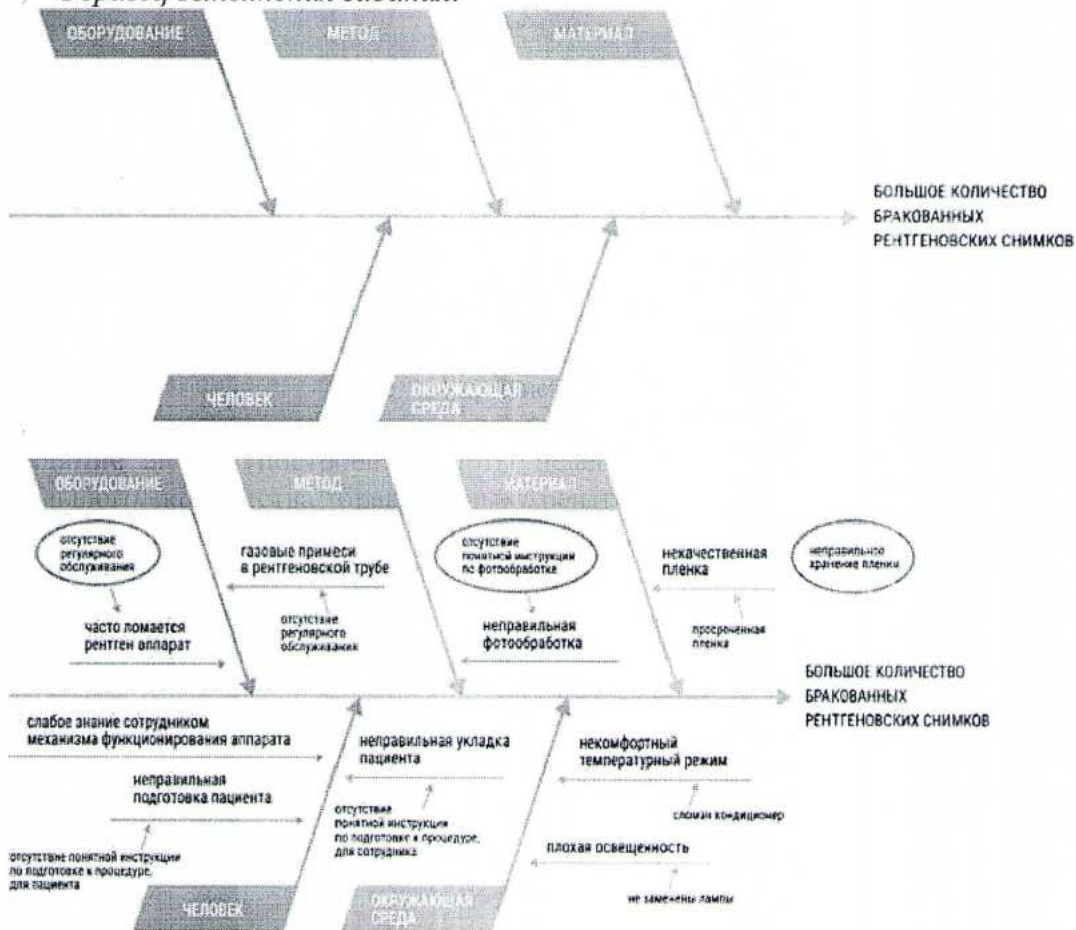 Образец выполнения задания:
ОБОРУДОВАНИЕ
МЕТОД
МАТЕРИАЛ
БОЛЬШОЕ КОЛИЧЕСТВО
БРАКОВАННЫХ
РЕНТГЕНОВСКИХ СНИМКОВ
ЧЕЛОВЕК
ОКРУЖАЮЩАЯ
СРЕДА
ОБОРУДОВАНИЕ
МЕТОД
МАТЕРИАЛ
отсутствие
регулярного
обслуживания
часто ломается
рентген аппарат
газовые примеси
в рентгеновской трубе
отсутствие
регулярного
обслуживания
отсутствие
понятной инструкции
по фотообработке
неправильная
фотообработка
некачественная
пленка
просроченная
пленка
неправильное
хранение пленки
БОЛЬШОЕ КОЛИЧЕСТВО
БРАКОВАННЫХ
РЕНТГЕНОВСКИХ СНИМКОВ
слабое знание сотрудником
механизма функционирования аппарата
неправильная
подготовка пациента
отсутствие понятной инструкции
по подготовке к процедуре,
для пациента
неправильная укладка
пациента
отсутствие
понятной инструкции
по подготовке к процедуре,
для сотрудника
некомфортный
температурный режим
сломан кондиционер
плохая освещенность
не заменены лампы
ЧЕЛОВЕК
ОКРУЖАЮЩАЯ
СРЕДА